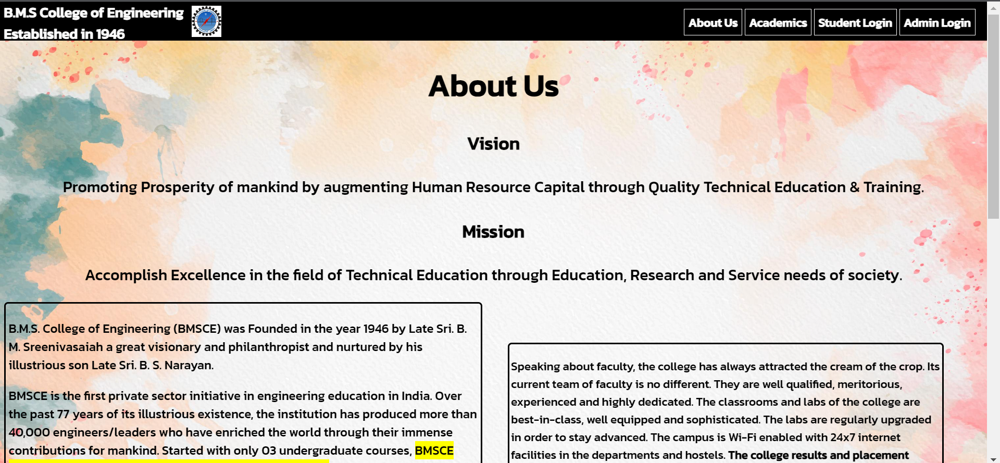 B.M.S College of Engineering
Established in 1946
About Us
Academics
Student Login
Admin Login
About Us
Vision
Promoting Prosperity of mankind by augmenting Human Resource Capital through Quality Technical Education & Training.
Mission
Accomplish Excellence in the field of Technical Education through Education, Research and Service needs of society.
B.M.S. College of Engineering (BMSCE) was Founded in the year 1946 by Late Sri. B.
M. Sreenivasaiah a great visionary and philanthropist and nurtured by his
illustrious son Late Sri. B. S. Narayan.
BMSCE is the first private sector initiative in engineering education in India. Over
the past 77 years of its illustrious existence, the institution has produced more than
40,000 engineers/leaders who have enriched the world through their immense
contributions for mankind. Started with only 03 undergraduate courses, BMSCE
Speaking about faculty, the college has always attracted the cream of the crop. Its
current team of faculty is no different. They are well qualified, meritorious,
experienced and highly dedicated. The classrooms and labs of the college are
best-in-class, well equipped and sophisticated. The labs are regularly upgraded
in order to stay advanced. The campus is Wi-Fi enabled with 24x7 internet
facilities in the departments and hostels. The college results and placement